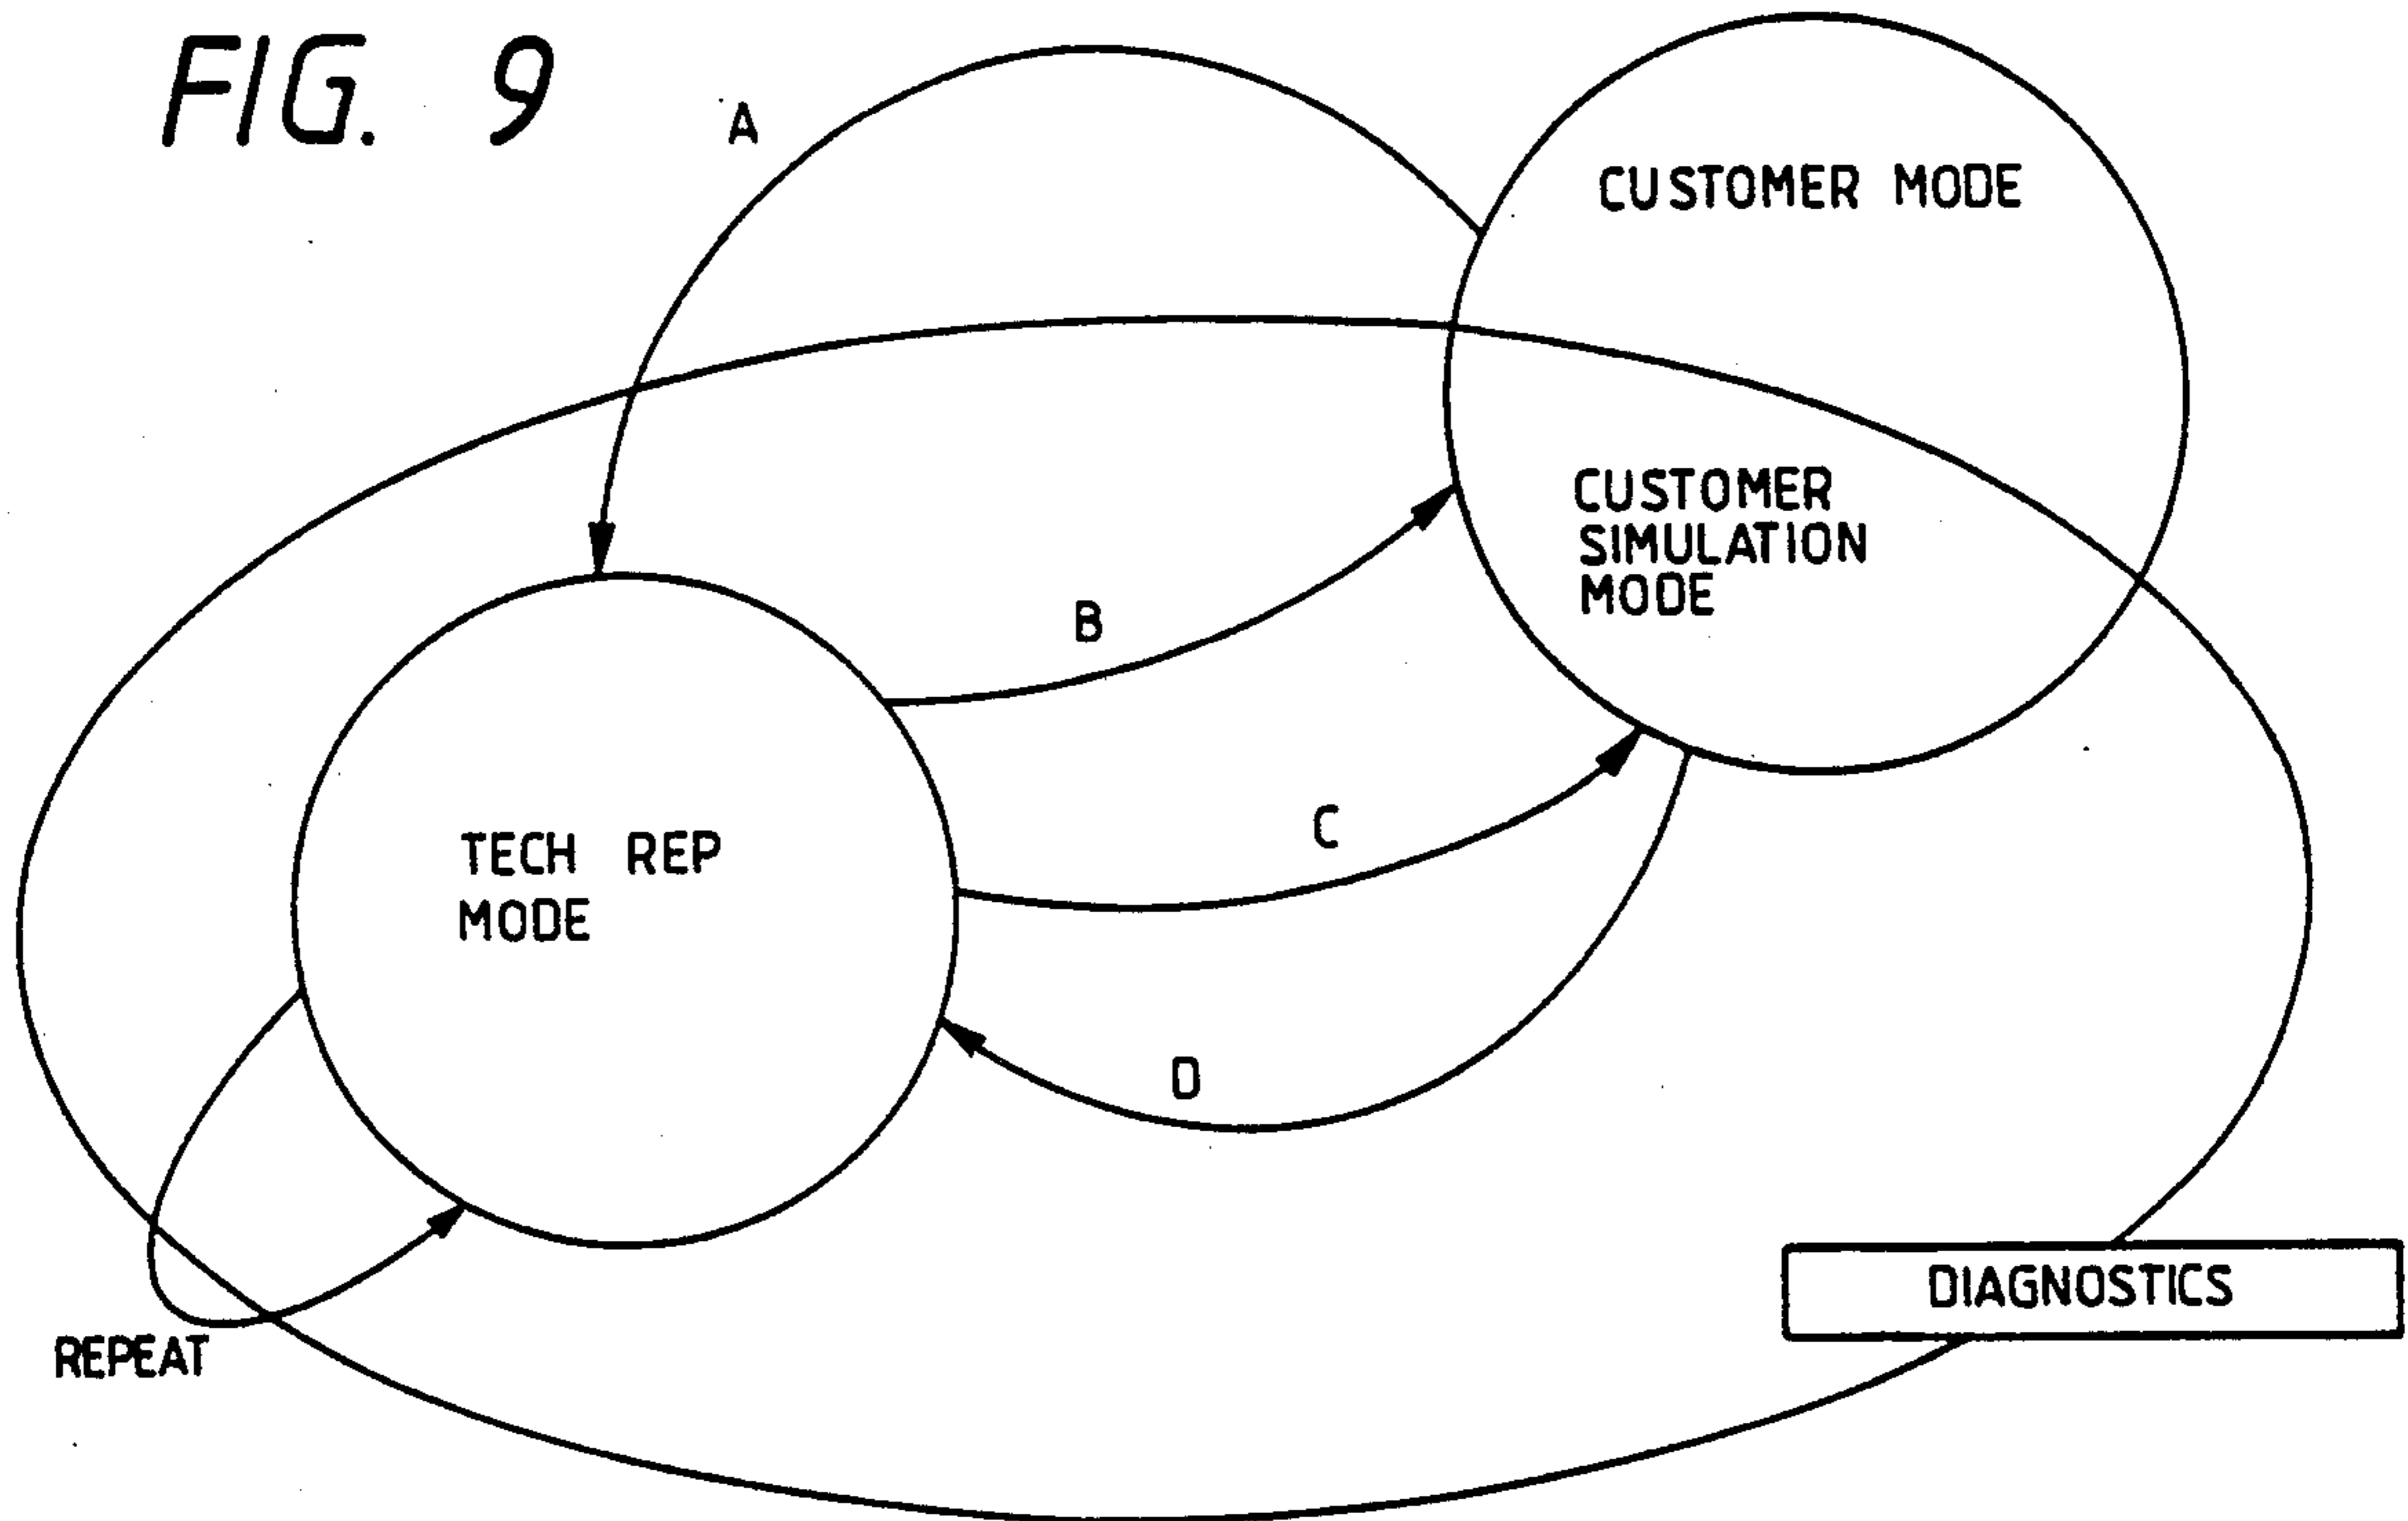 FIG. 9
A
CUSTOMER MODE
CUSTOMER
SIMULATION
MODE
B
TECH REP
MODE
C
D
DIAGNOSTICS
REPEAT